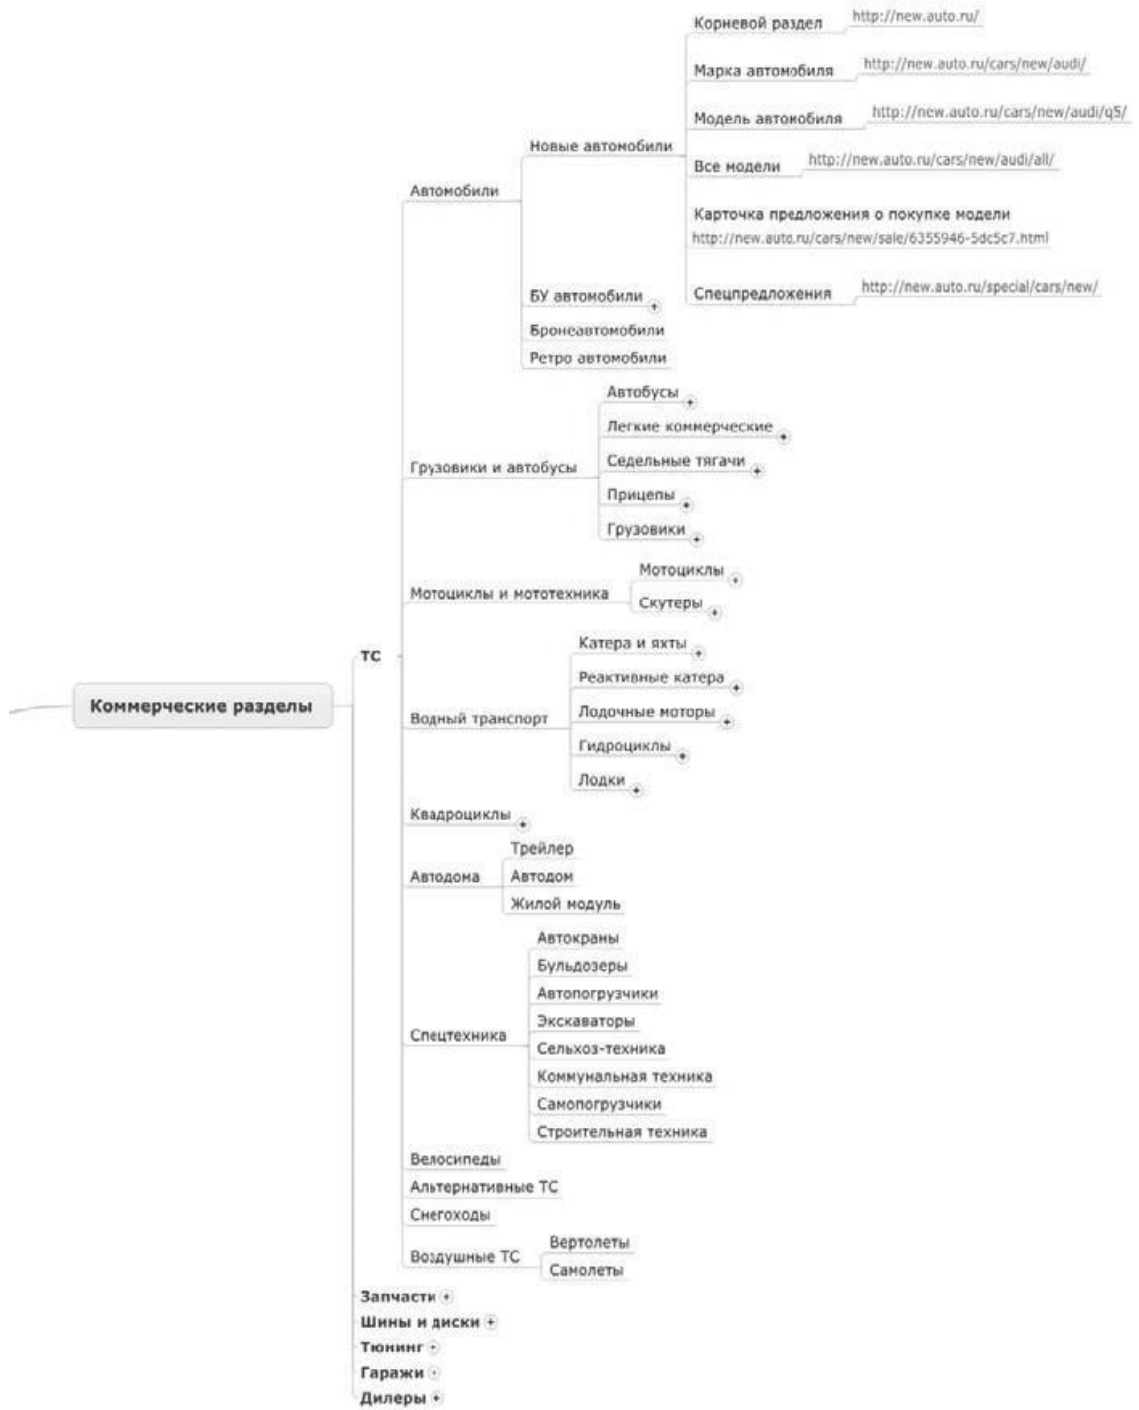 Корневой раздел http://new.auto.ru/
Марка автомобиля http://new.auto.ru/cars/new/audi/
Модель автомобиля http://new.auto.ru/cars/new/audi/q5/
Новые автомобили
Все модели http://new.auto.ru/cars/new/audi/all/
Автомобили
Карточка предложения о покупке модели
http://new.auto.ru/cars/new/sale/6355946-5dc5c7.html
БУ автомобили
Спецпредложения http://new.auto.ru/special/cars/new/
Бронеавтомобили
Ретро автомобили
Автобусы
Легкие коммерческие
Грузовики и автобусы
Седельные тягачи
Прицепы
Грузовики
Мотоциклы
Мотоциклы и мототехника
Скутеры
Катера и яхты
ТС
Реактивные катера
Коммерческие разделы
Водный транспорт
Лодочные моторы
Гидроциклы
Лодки
Квадроциклы
Трейлер
Автодома
Автодом
Жилой модуль
Автокраны
Бульдозеры
Автопогрузчики
Экскаваторы
Спецтехника
Сельхоз-техника
Коммунальная техника
Самопогрузчики
Строительная техника
Велосипеды
Альтернативные ТС
Снегоходы
Вертолеты
Воздушные ТС
Самолеты
Запчасти
Шины и диски
Тюнинг
Гаражи
Дилеры